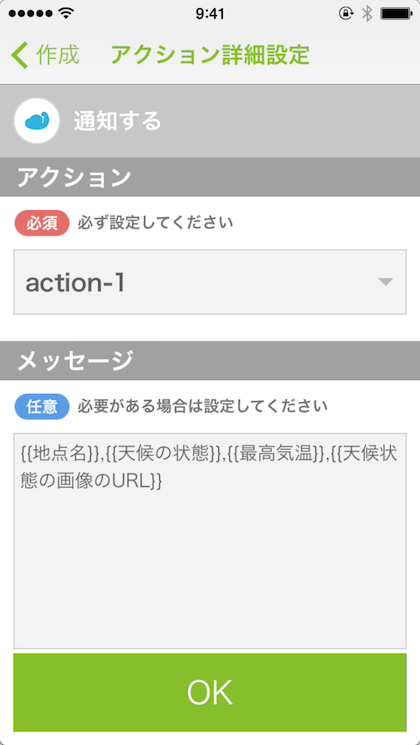 9:41
作成 アクション詳細設定
通知する
アクション
必須 必ず設定してください
action-1
メッセージ
任意 必要がある場合は設定してください
{{地点名}},{{天候の状態}},{{最高気温}},{{天候状
態の画像のURL}}
OK